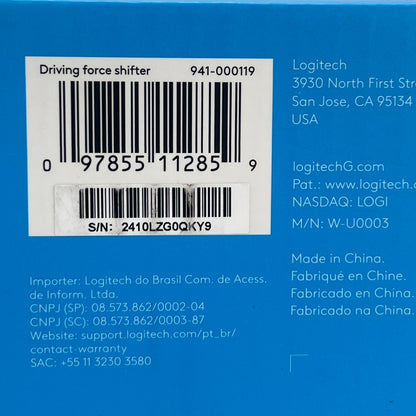 Driving force shifter 941-000119
0 97855 11285 9
S/N: 2410LZG0QKY9
Importer: Logitech do Brasil Com. de Acess.
de Inform. Ltda.
CNPJ (SP): 08.573.862/0002-04
CNPJ (SC): 08.573.862/0003-87
Website: support.logitech.com/pt_br/
contact-warranty
SAC: +55 11 3230 3580
Logitech
3930 North First
San Jose, CA 95134
USA
logitechG.com
Pat.: www.logitech.
NASDAQ: LOGI
M/N: W-U0003
Made in China.
Fabriqué en Chine.
Fabricado en China.
Fabricado na China.